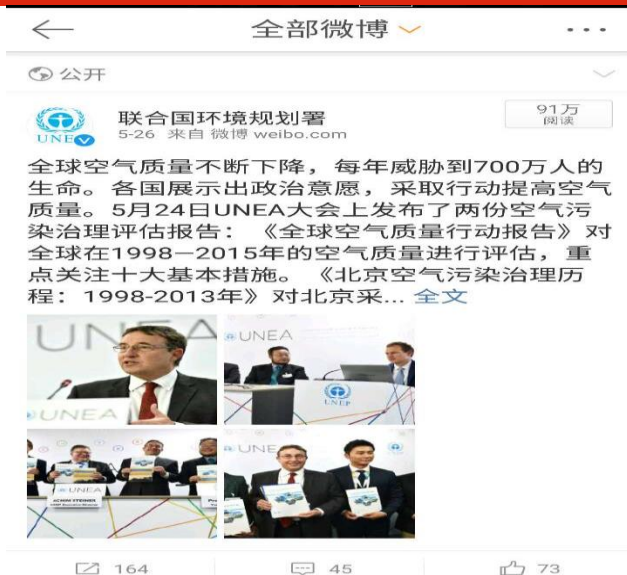 全部微博
公开
联合国环境规划署
91万
阅读
UNE
5-26 来自 微博 weibo.com
全球空气质量不断下降，每年威胁到700万人的
生命。各国展示出政治意愿，采取行动提高空气
质量。5月24日UNEA大会上发布了两份空气污
染治理评估报告：《全球空气质量行动报告》对
全球在1998—2015年的空气质量进行评估，重
点关注十大基本措施。《北京空气污染治理历
程：1998-2013年》对北京采... 全文
UNEA
UNEA
UNEA
UNEP
UNEA
ACHIM STEINER
UNE
164
45
73